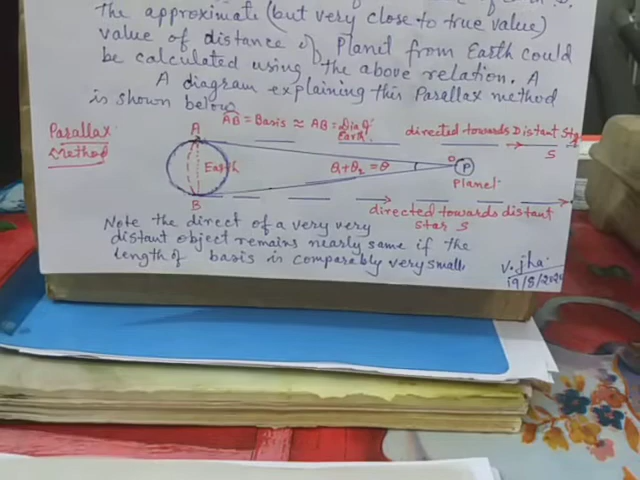 The approximate (but very close to true value)
value of distance of Planet from Earth could
be calculated using the above relation. A
A diagram explaining this Parallax method
is shown below
Parallax
Method
A
AB = Basis ≈ AB = Dia of
Earth
directed towards Distant
S
Earth
θ1+θ2 = θ
O
P
Planet
B
directed towards distant
star S
Note the direct of a very very
distant object remains nearly same if the
length of basis is comparably very small.
V. Jha
19/8/2020